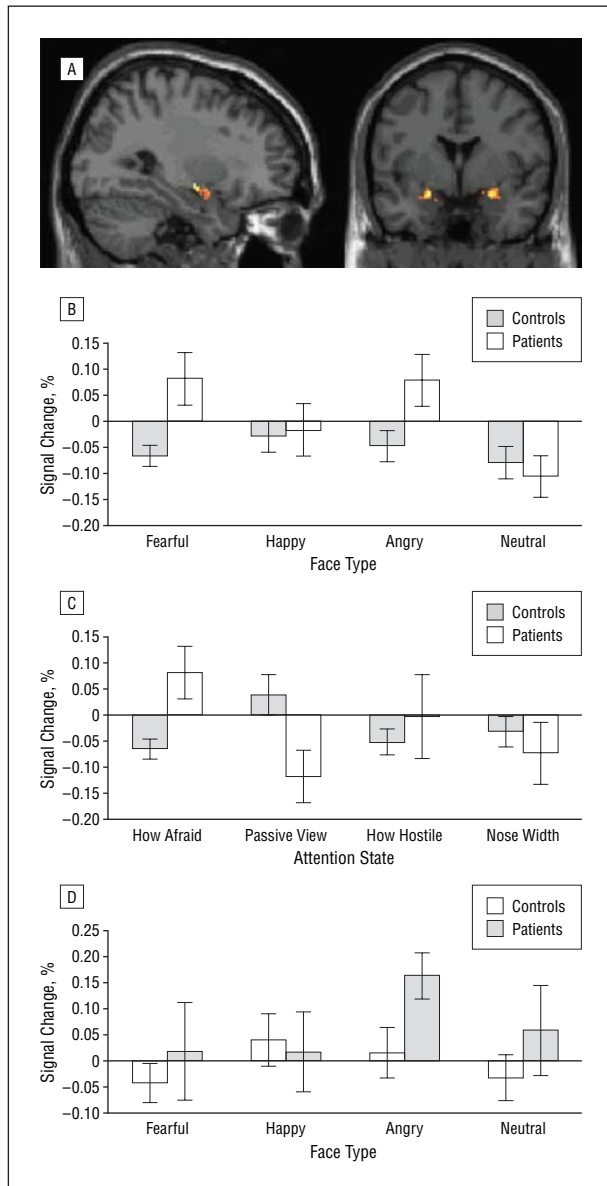 A
B
Controls
Patients
Signal Change, %
0.15
0.10
0.05
0
−0.05
−0.10
−0.15
−0.20
Fearful Happy Angry Neutral
Face Type
C
Controls
Patients
Signal Change, %
0.15
0.10
0.05
0
−0.05
−0.10
−0.15
−0.20
How Afraid Passive View How Hostile Nose Width
Attention State
D
Controls
Patients
Signal Change, %
0.25
0.20
0.15
0.10
0.05
0
−0.05
0.10
Fearful Happy Angry Neutral
Face Type